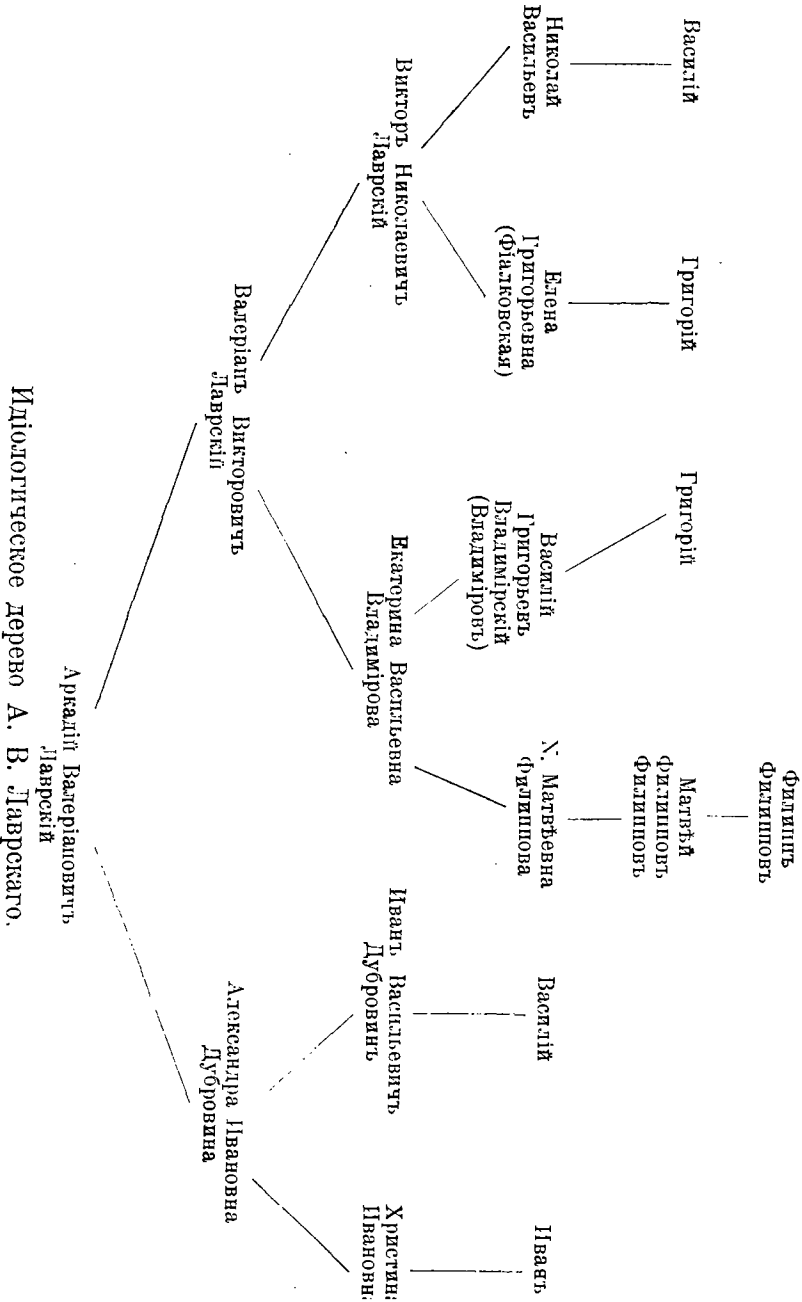 Филиппъ
Филипповъ
Василій
Григорій
Григорій
Матвѣй
Филипповъ
Филипповъ
Николай
Васильевъ
Елена
Григорьевна
(Фіалковская)
Василій
Григорьевъ
Владимірскій
(Владиміровъ)
N. Матвѣевна
Филиппова
Василій
Иванъ
Викторъ Николаевичъ
Лаврскій
Екатерина Васильевна
Владимірова
Иванъ Васильевичъ
Дубровинъ
Христина
Ивановна
Валеріанъ Викторовичъ
Лаврскій
Александра Ивановна
Дубровина
Аркадій Валеріановичъ
Лаврскій
Идіологическое дерево А. В. Лаврскаго.